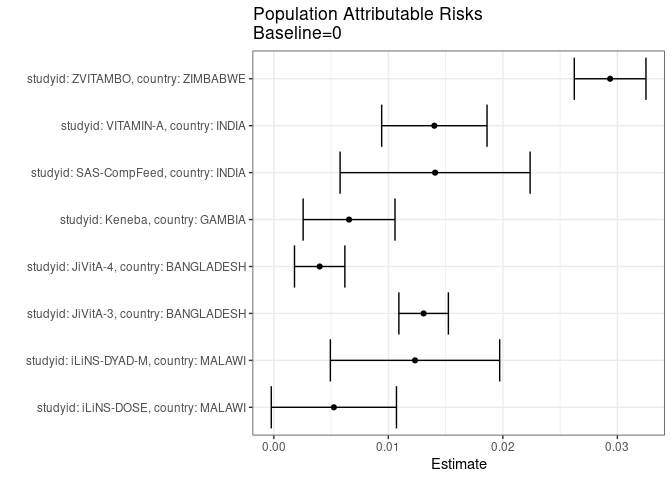 Population Attributable Risks
Baseline=0
studyid: ZVITAMBO, country: ZIMBABWE
studyid: VITAMIN-A, country: INDIA
studyid: SAS-CompFeed, country: INDIA
studyid: Keneba, country: GAMBIA
studyid: JiVitA-4, country: BANGLADESH
studyid: JiVitA-3, country: BANGLADESH
studyid: iLiNS-DYAD-M, country: MALAWI
studyid: iLiNS-DOSE, country: MALAWI
0.00 0.01 0.02 0.03
Estimate